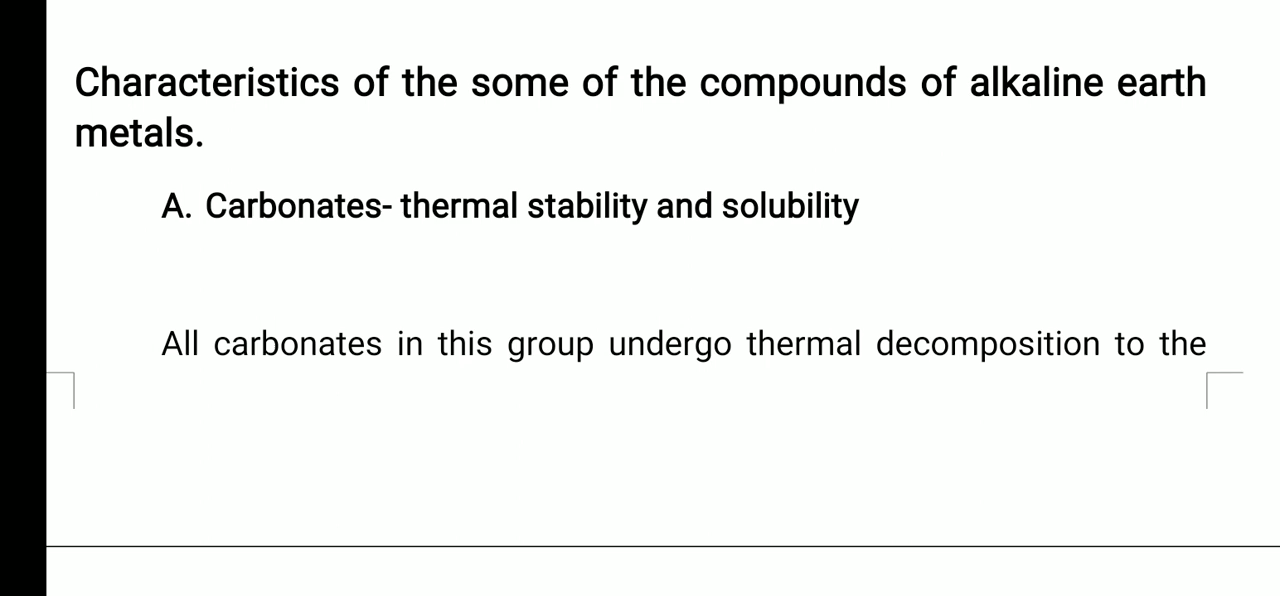 Characteristics of the some of the compounds of alkaline earth
metals.
A. Carbonates- thermal stability and solubility
All carbonates in this group undergo thermal decomposition to the